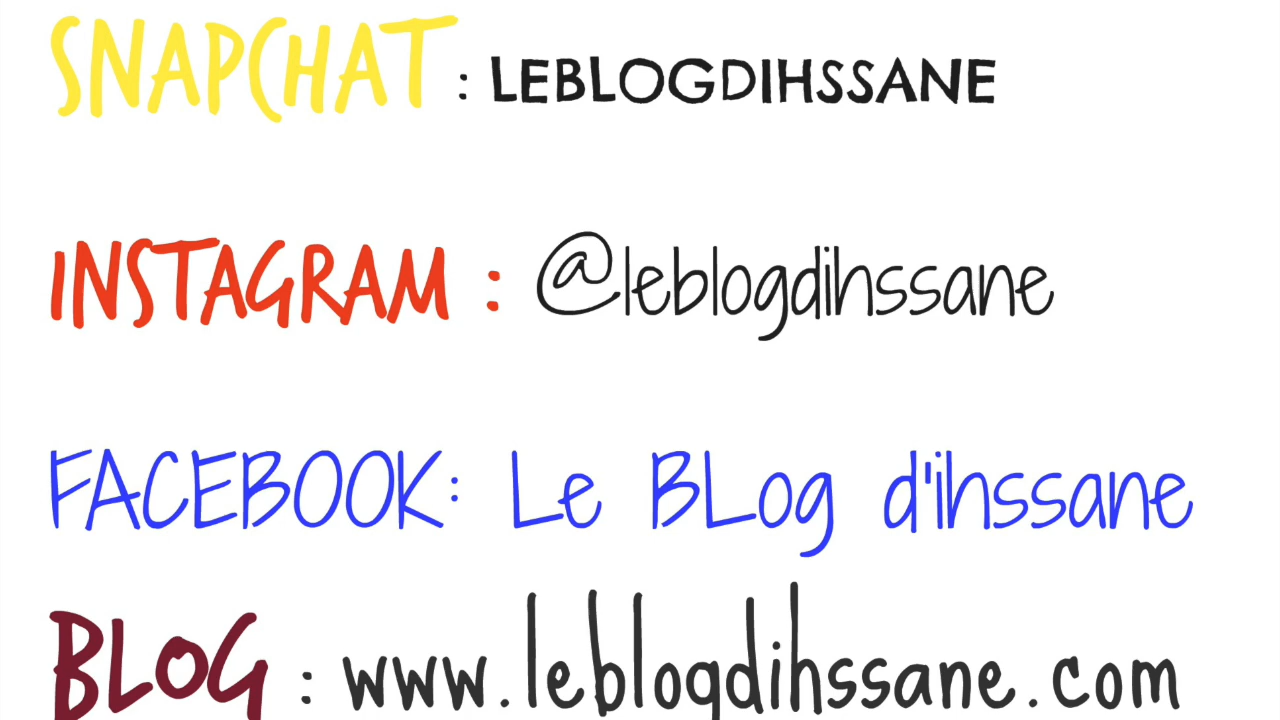 SNAPCHAT : LEBLOGDIHSSANE
INSTAGRAM : @leblogdihssane
FACEBOOK: Le BLog d'ihssane
BLOG : www.leblogdihssane.com